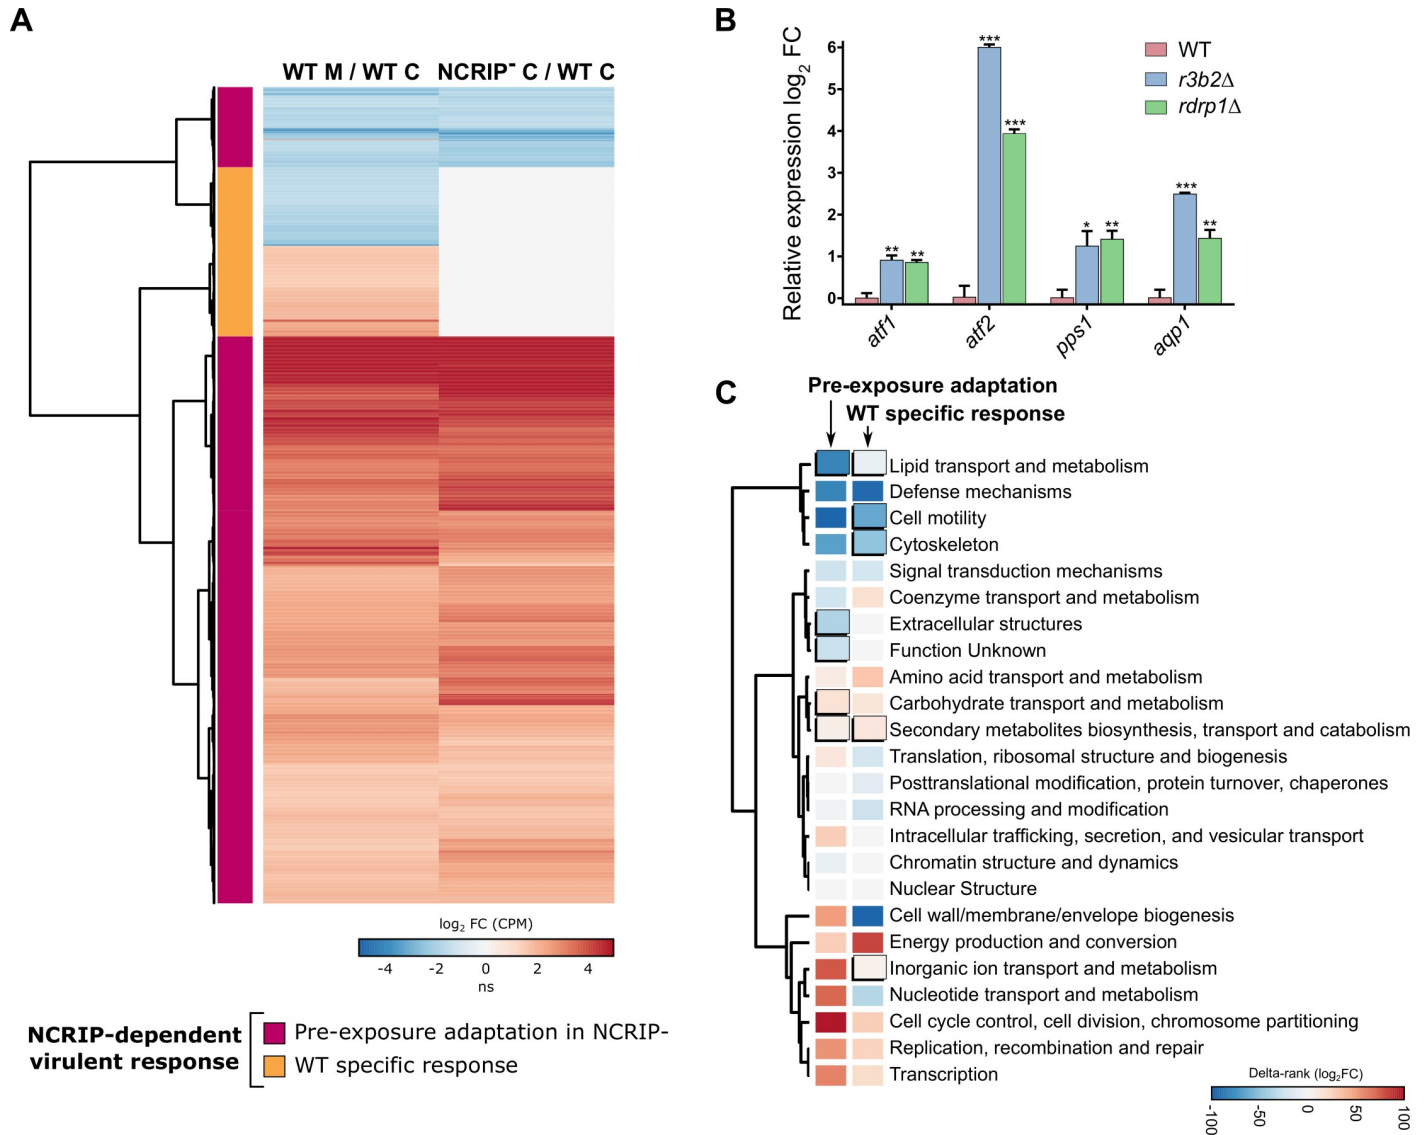 A
WT M / WT C
NCRIP- C / WT C
log2 FC (CPM)
-4 -2 0 2 4
ns
NCRIP-dependent
virulent response
Pre-exposure adaptation in NCRIP-
WT specific response
B
Relative expression log2 FC
6
5
4
3
2
1
0
** **
*** ***
* **
*** **
atf1
atf2
pps1
aqp1
WT
r3b2Δ
rdrp1Δ
C
Pre-exposure adaptation
WT specific response
Lipid transport and metabolism
Defense mechanisms
Cell motility
Cytoskeleton
Signal transduction mechanisms
Coenzyme transport and metabolism
Extracellular structures
Function Unknown
Amino acid transport and metabolism
Carbohydrate transport and metabolism
Secondary metabolites biosynthesis, transport and catabolism
Translation, ribosomal structure and biogenesis
Posttranslational modification, protein turnover, chaperones
RNA processing and modification
Intracellular trafficking, secretion, and vesicular transport
Chromatin structure and dynamics
Nuclear Structure
Cell wall/membrane/envelope biogenesis
Energy production and conversion
Inorganic ion transport and metabolism
Nucleotide transport and metabolism
Cell cycle control, cell division, chromosome partitioning
Replication, recombination and repair
Transcription
Delta-rank (log2FC)
-100 -50 0 50 100